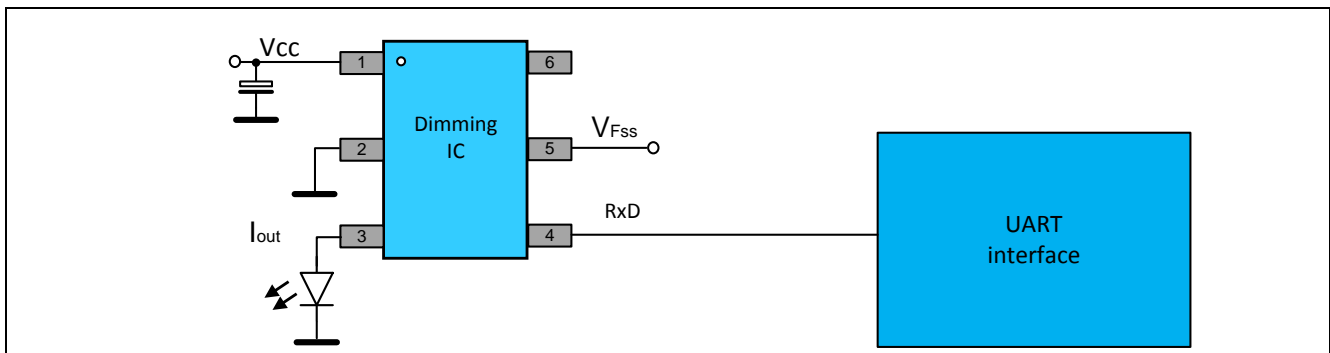 Vcc
1
6
Dimming
IC
VFss
2
5
RxD
Iout
3
4
UART
interface